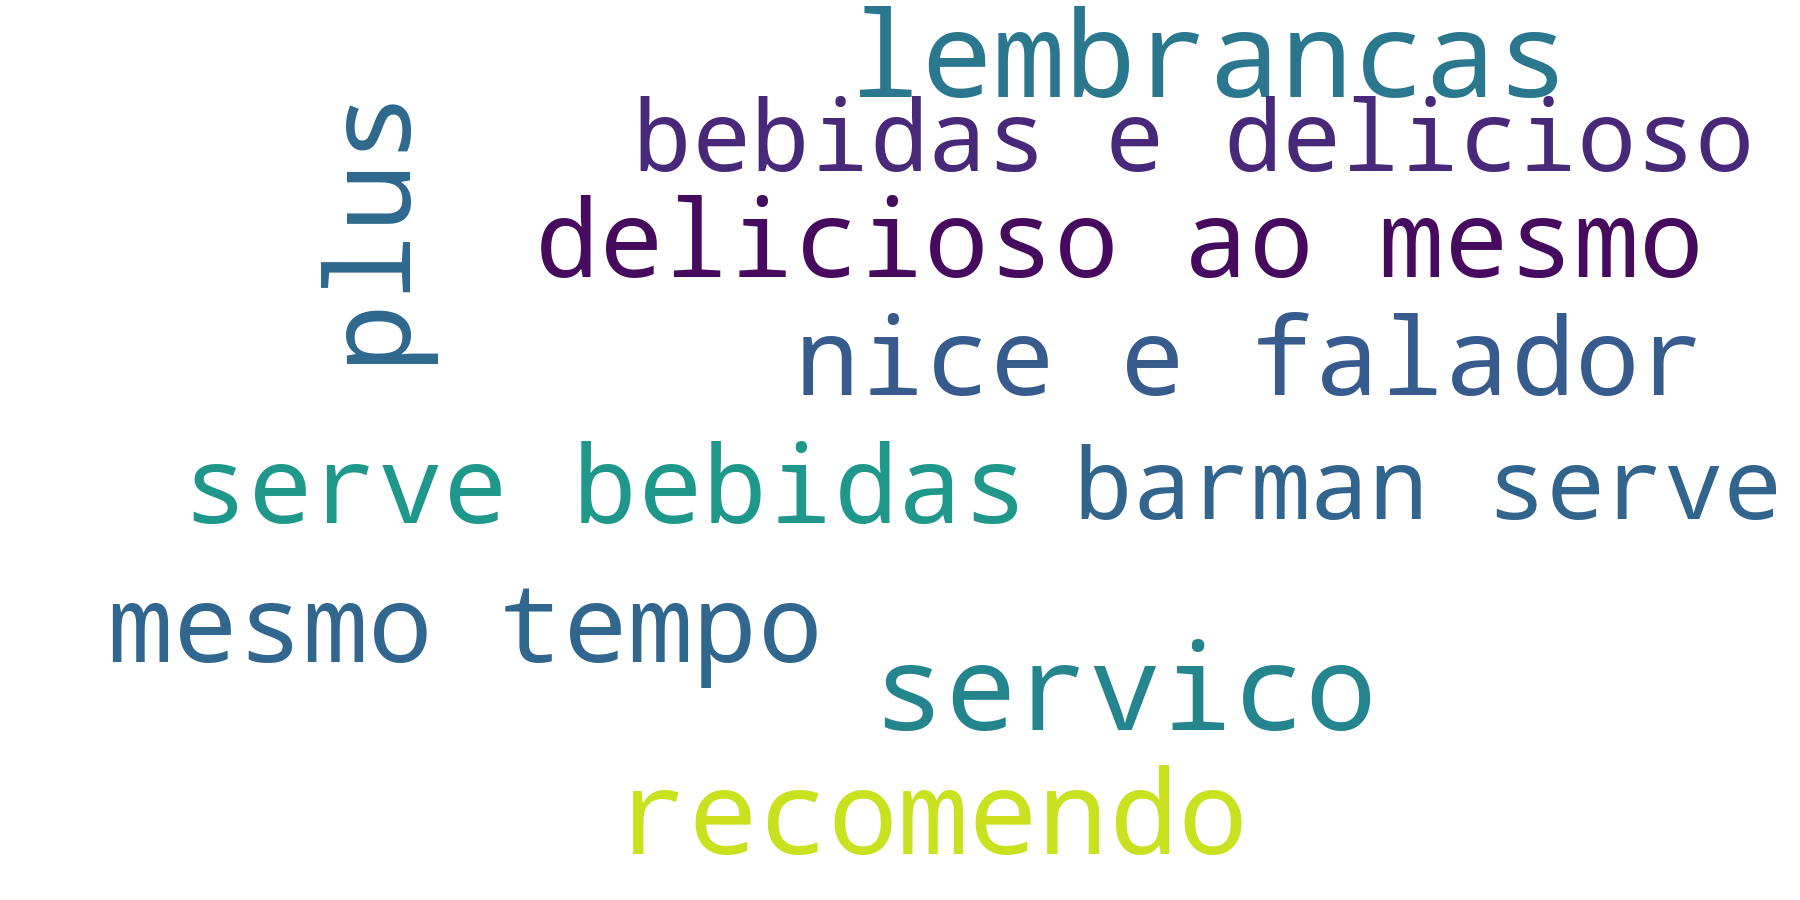 lembrancas
plus
bebidas e delicioso
delicioso ao mesmo
nice e falador
serve bebidas
barman serve
mesmo tempo
servico
recomendo